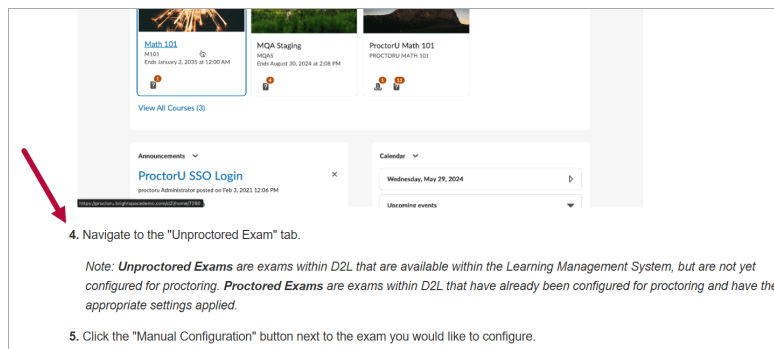 Math 101
M101
Ends January 2, 2035 at 12:00 AM
1
MQA Staging
MQAS
Ends August 30, 2024 at 2:08 PM
4
ProctorU Math 101
PROCTORU MATH 101
1
11
View All Courses (3)
Announcements
ProctorU SSO Login
proctoru Administrator posted on Feb 3, 2021 12:06 PM
Calendar
Wednesday, May 29, 2024
Upcoming events
4. Navigate to the "Unproctored Exam" tab.
Note: Unproctored Exams are exams within D2L that are available within the Learning Management System, but are not yet
configured for proctoring. Proctored Exams are exams within D2L that have already been configured for proctoring and have the
appropriate settings applied.
5. Click the "Manual Configuration" button next to the exam you would like to configure.